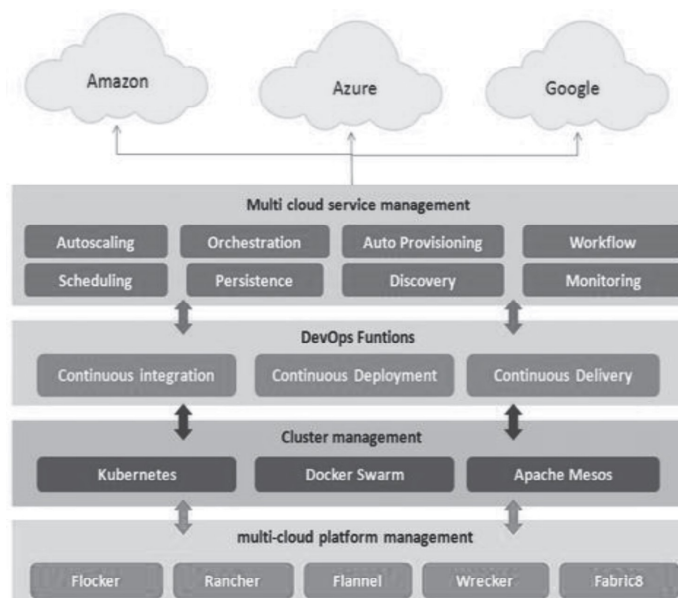 Amazon
Azure
Google
Multi cloud service management
Autoscaling
Orchestration
Auto Provisioning
Workflow
Scheduling
Persistence
Discovery
Monitoring
DevOps Funtions
Continuous integration
Continuous Deployment
Continuous Delivery
Cluster management
Kubernetes
Docker Swarm
Apache Mesos
multi-cloud platform management
Flocker
Rancher
Flannel
Wrecker
Fabric8